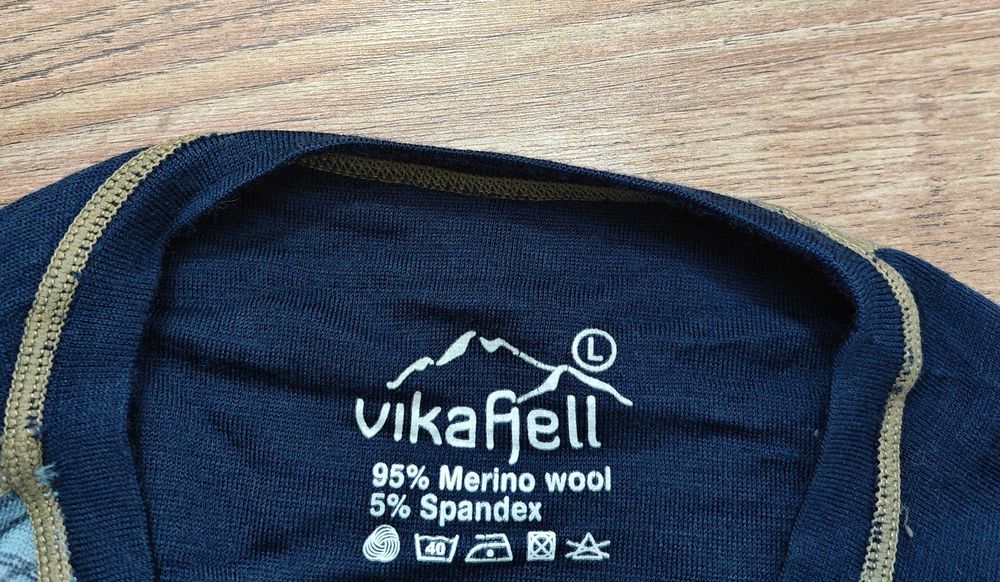 L
vikafjell
95% Merino wool
5% Spandex
40